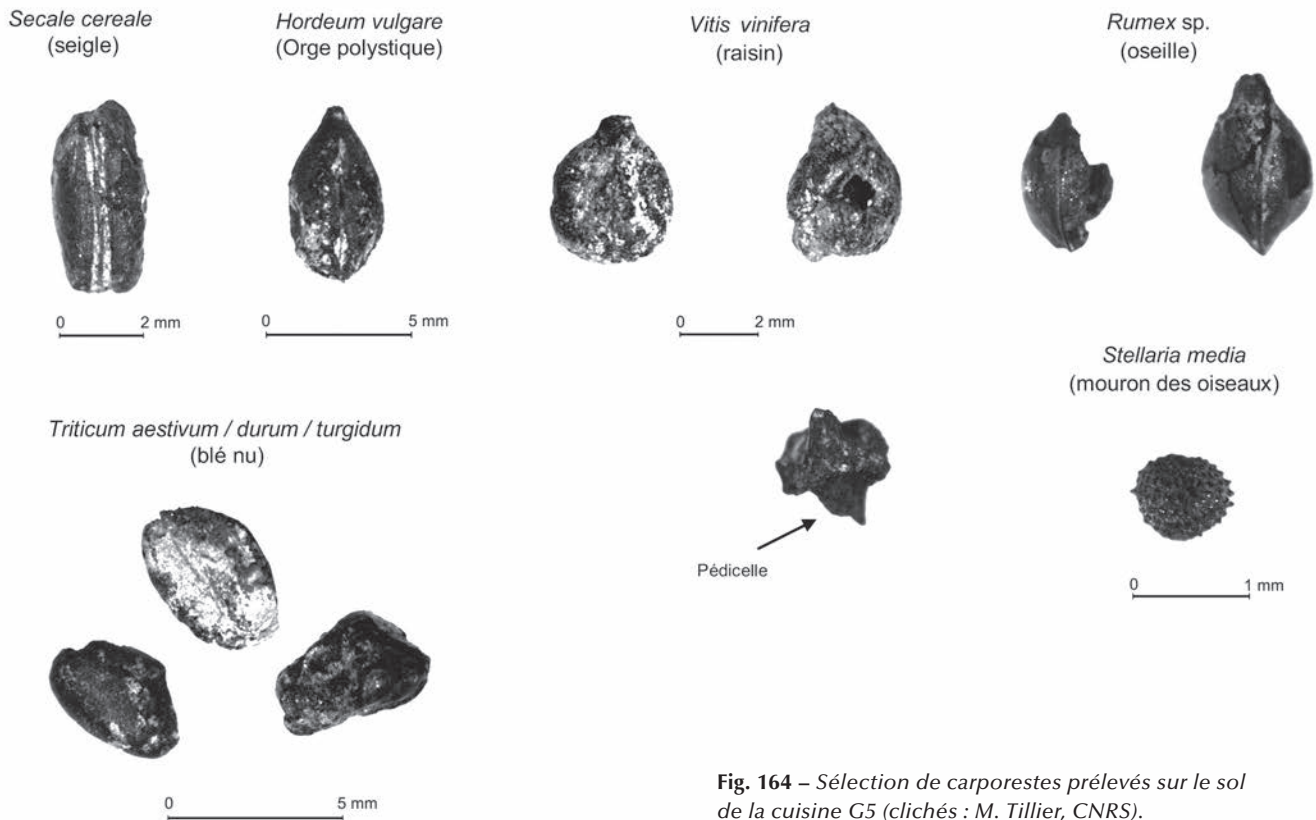 Secale cereale
(seigle)
Hordeum vulgare
(Orge polystique)
Vitis vinifera
(raisin)
Rumex sp.
(oseille)
0 2 mm
0 5 mm
0 2 mm
Stellaria media
(mouron des oiseaux)
Triticum aestivum / durum / turgidum
(blé nu)
Pédicelle
0 1 mm
0 5 mm
Fig. 164 – Sélection de carporestes prélevés sur le sol
de la cuisine G5 (clichés : M. Tillier, CNRS).